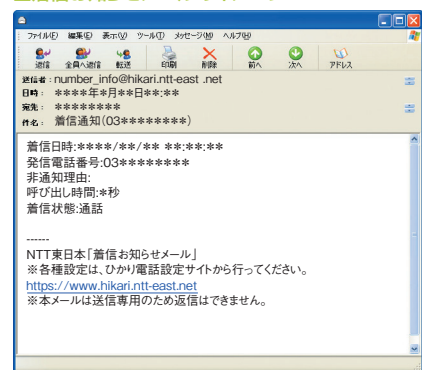 ファイル(F) 編集(E) 表示(V) ツール(T) メッセージ(M) ヘルプ(H)
返信 全員へ返信 転送 印刷 削除 前へ 次へ アドレス
送信者: number_info@hikari.ntt-east .net
日時: ****年*月**日**:**
宛先: ********
件名: 着信通知(03********)
着信日時:****/**/** **:**:**
発信電話番号:03********
非通知理由:
呼び出し時間:*秒
着信状態:通話
------
NTT東日本「着信お知らせメール」
※各種設定は、ひかり電話設定サイトから行ってください。
https://www.hikari.ntt-east.net
※本メールは送信専用のため返信はできません。